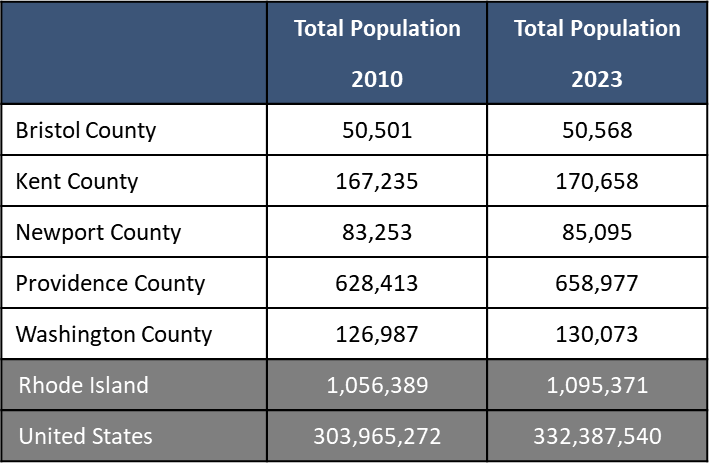 Total Population 2010 Total Population 2023
Bristol County 50,501 50,568
Kent County 167,235 170,658
Newport County 83,253 85,095
Providence County 628,413 658,977
Washington County 126,987 130,073
Rhode Island 1,056,389 1,095,371
United States 303,965,272 332,387,540